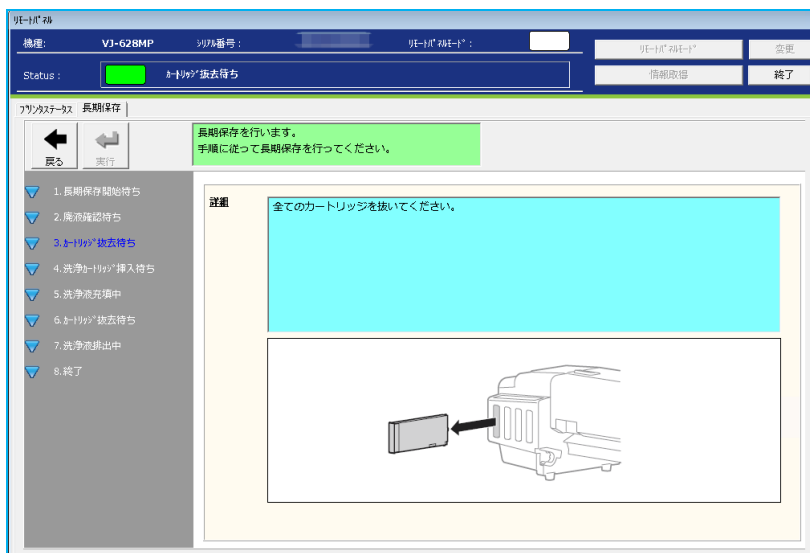 リモートパネル
機種:
VJ-628MP
シリアル番号:
リモートパネルモード:
リモートパネルモード
変更
Status :
カートリッジ抜去待ち
情報取得
終了
プリンタステータス
長期保存
戻る
実行
長期保存を行います。
手順に従って長期保存を行ってください。
1.長期保存開始待ち
2.廃液確認待ち
3.カートリッジ抜去待ち
4.洗浄カートリッジ挿入待ち
5.洗浄液充填中
6.カートリッジ抜去待ち
7.洗浄液排出中
8.終了
詳細
全てのカートリッジを抜いてください。